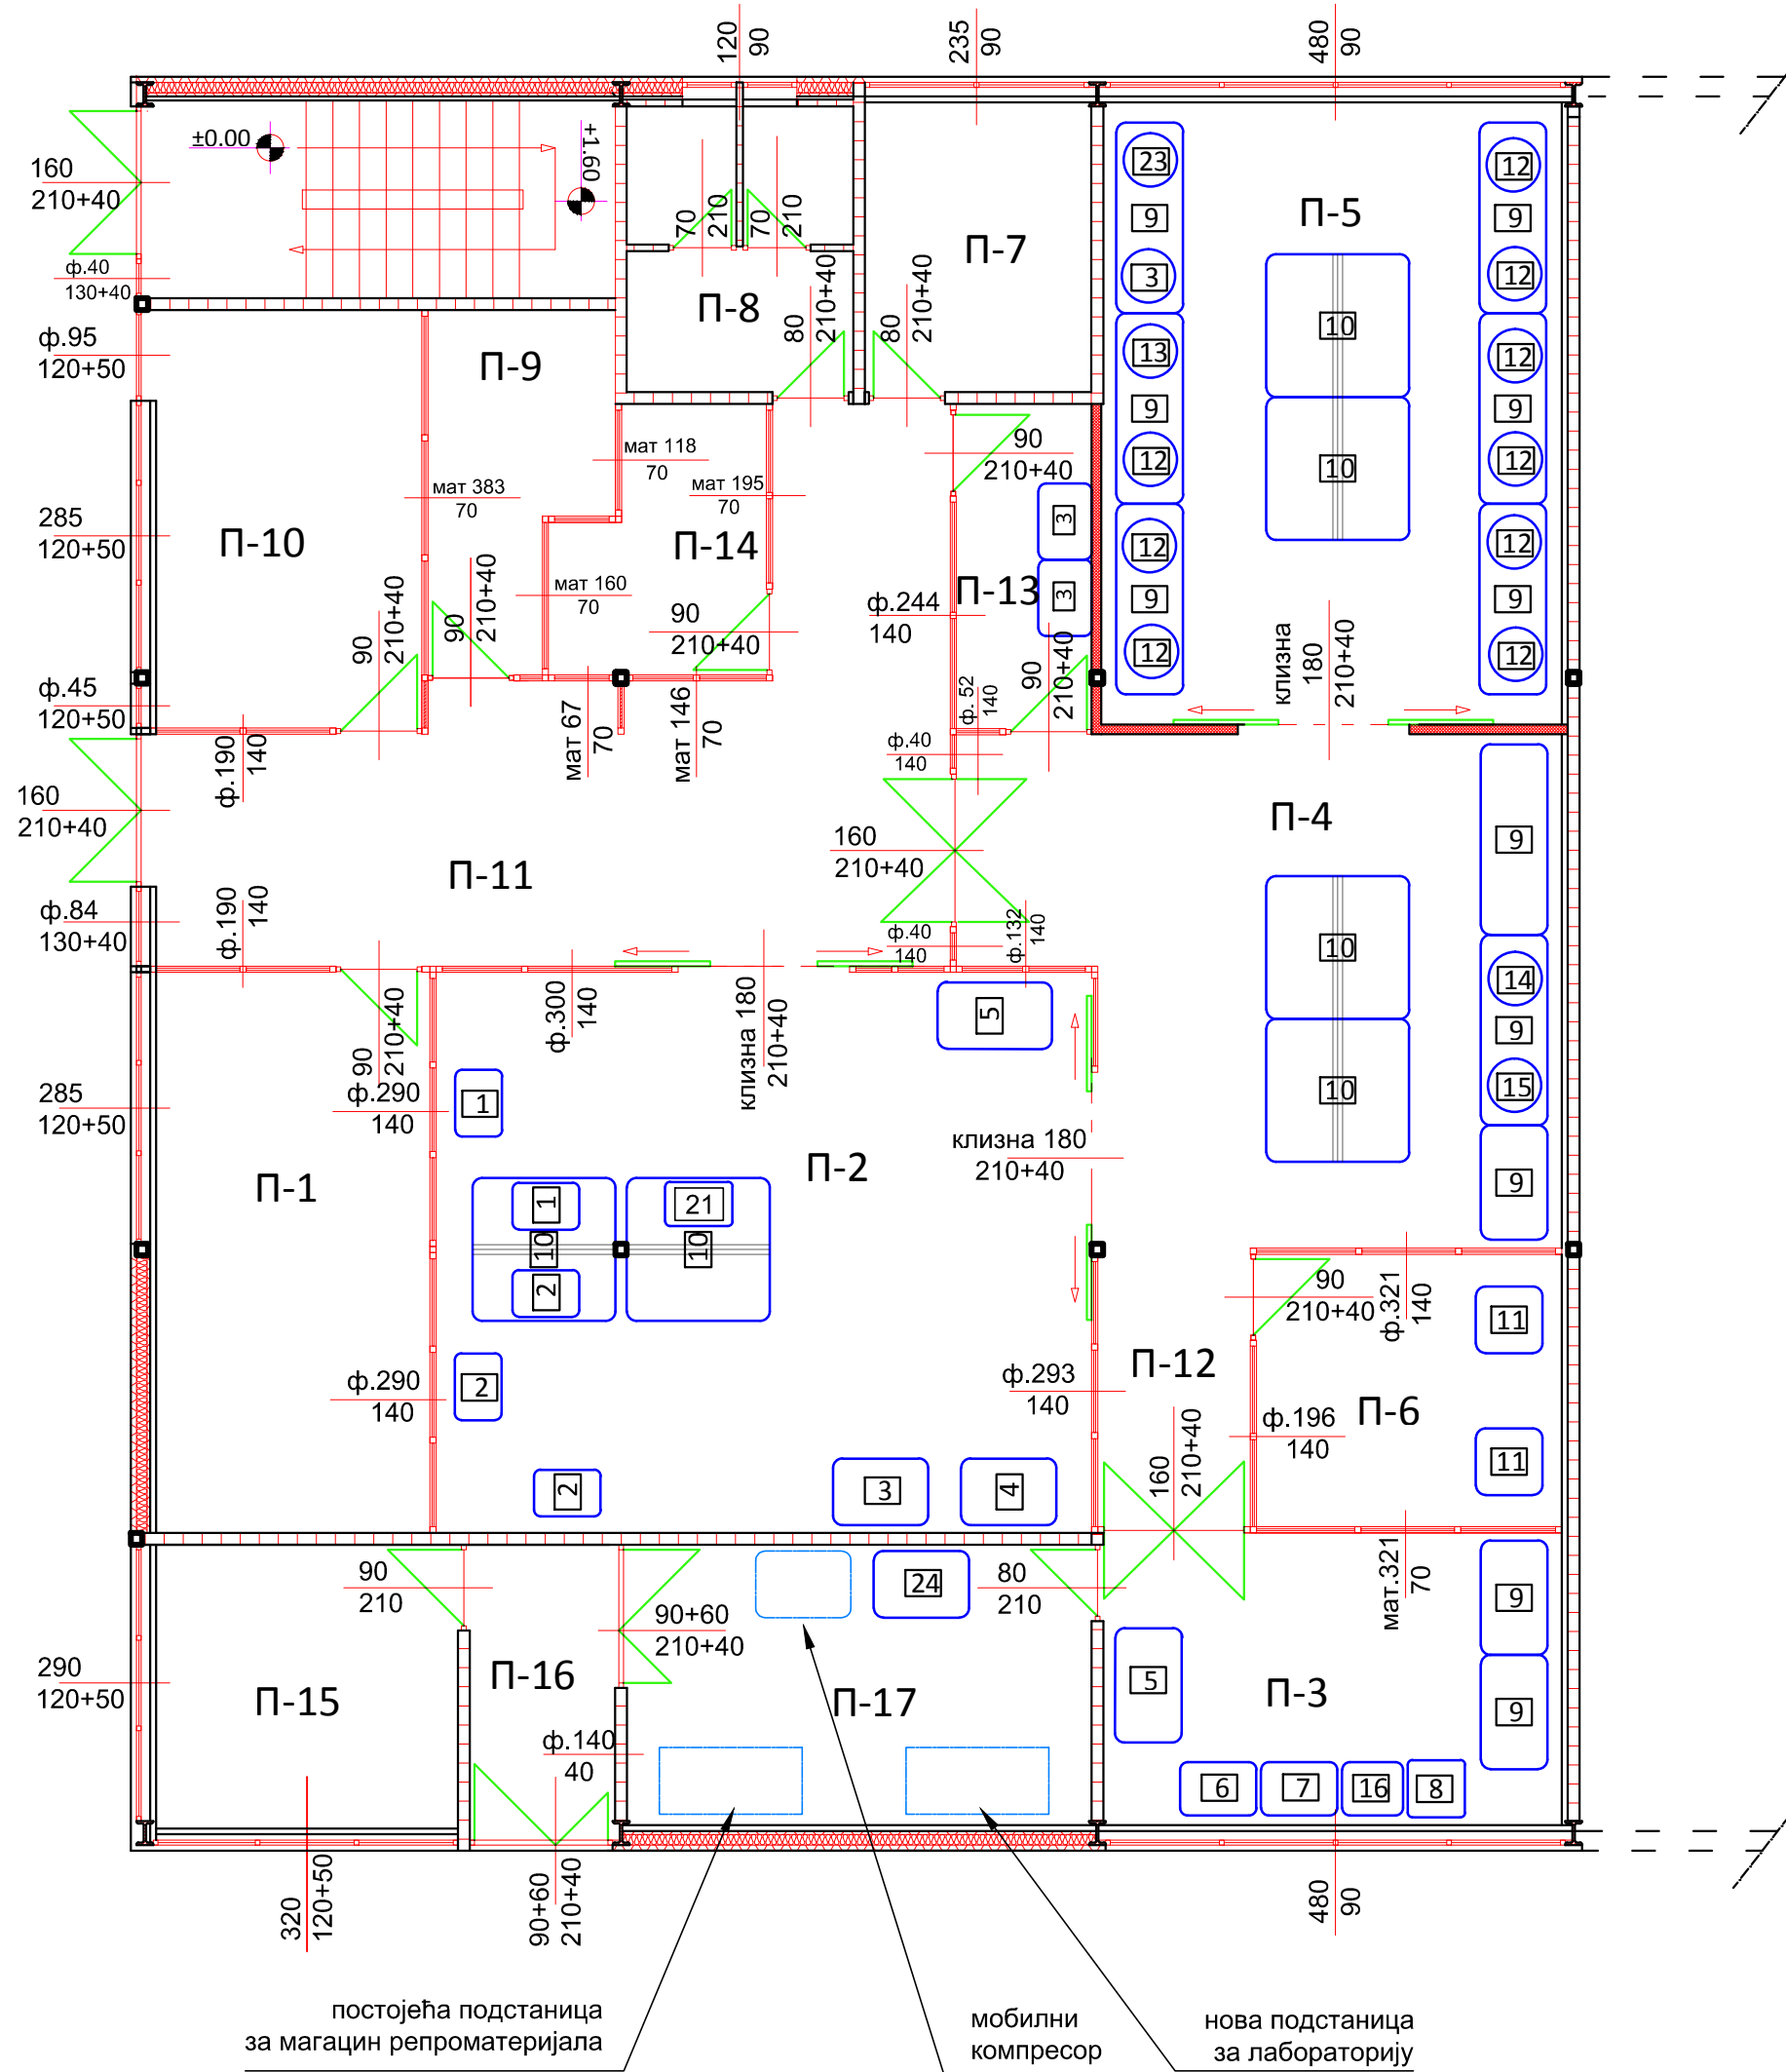 120
90
235
90
480
90
±0.00
+1.60
160
210+40
ф.40
130+40
70
210
70
210
П-7
П-5
23
9
3
12
9
12
10
П-8
80
210+40
80
210+40
ф.95
120+50
П-9
13
9
12
12
9
12
10
мат 118
70
90
210+40
мат 383
70
мат 195
70
285
120+50
П-10
П-14
3
П-13
3
12
9
12
12
9
12
мат 160
70
90
210+40
90
210+40
90
210+40
ф.244
140
90
210+40
ф. 52
140
клизна
180
210+40
ф.45
120+50
ф.190
140
мат 67
70
мат 146
70
ф.40
140
160
210+40
П-4
9
160
210+40
П-11
ф.84
130+40
ф.190
140
ф.40
140
ф.132
140
10
14
9
15
10
90
210+40
ф.300
140
клизна 180
210+40
5
285
120+50
ф.290
140
1
клизна 180
210+40
П-1
П-2
9
1
10
2
21
10
90
210+40
ф.321
140
11
П-12
ф.290
140
2
ф.293
140
ф.196
140
П-6
11
2
3
4
160
210+40
90
210
90+60
210+40
24
80
210
мат.321
70
9
290
120+50
П-15
П-16
П-17
5
П-3
9
ф.140
40
6
7
16
8
320
120+50
90+60
210+40
480
90
постојећа подстаница
за магацин репроматеријала
мобилни
компресор
нова подстаница
за лабораторију